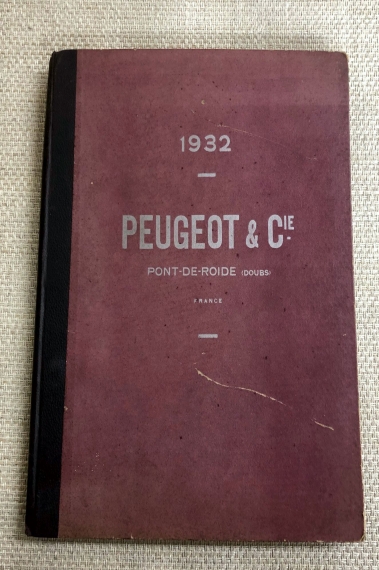 1932
PEUGEOT & CIE
PONT-DE-ROIDE (DOUBS)
FRANCE